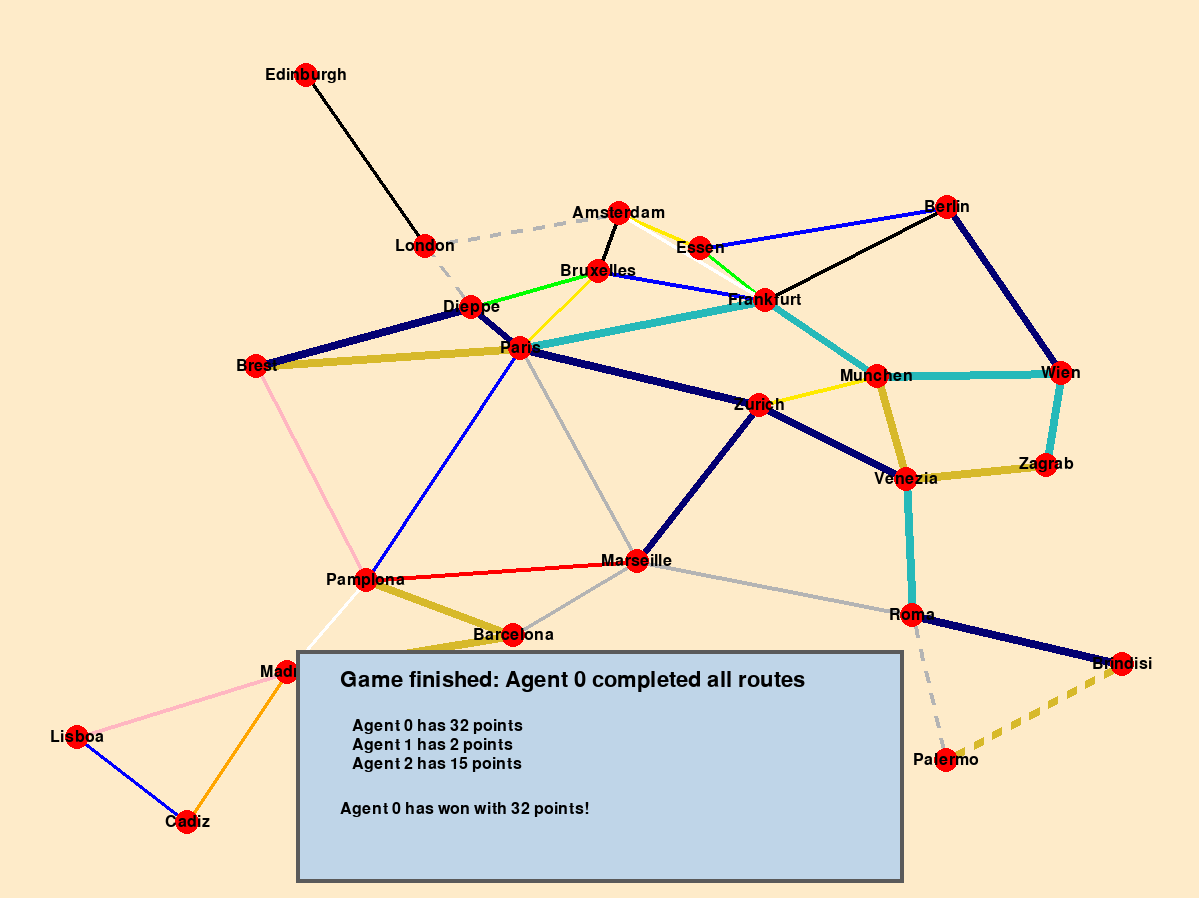 Edinburgh
Amsterdam
Berlin
London
Essen
Bruxelles
Frankfurt
Dieppe
Paris
Brest
Munchen
Wien
Zurich
Zagrab
Venezia
Marseille
Pamplona
Roma
Barcelona
Brindisi
Madr
Game finished: Agent 0 completed all routes
Agent 0 has 32 points
Lisboa
Agent 1 has 2 points
Palermo
Agent 2 has 15 points
Agent 0 has won with 32 points!
Cadiz